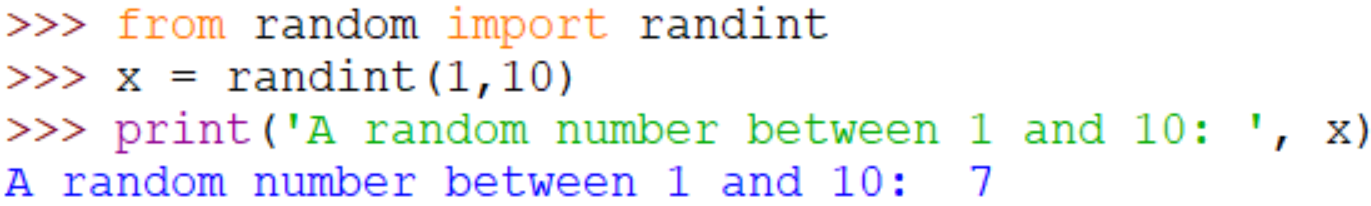 >>> from random import randint
>>> x = randint(1,10)
>>> print('A random number between 1 and 10: ', x)
A random number between 1 and 10:  7